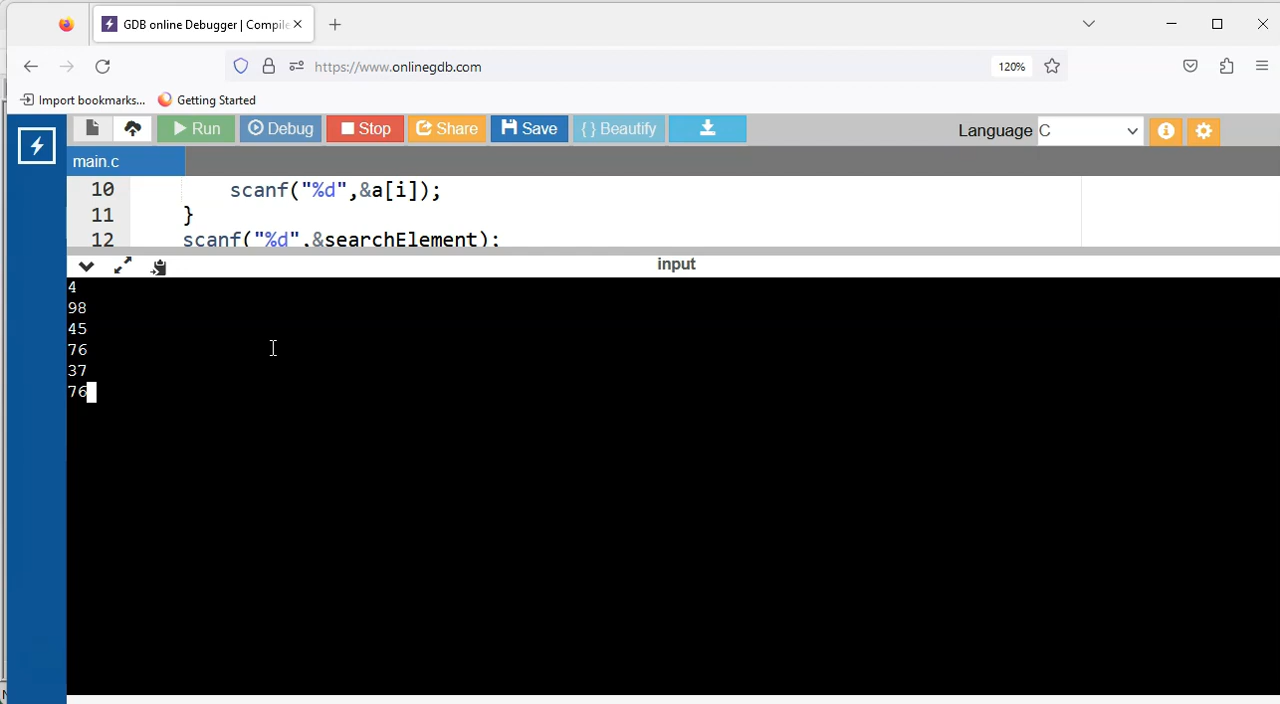 GDB online Debugger | Compile
https://www.onlinegdb.com
120%
Import bookmarks...
Getting Started
Run
Debug
Stop
Share
Save
{ } Beautify
Language
C
main.c
10 scanf("%d",&a[i]);
11 }
12 scanf("%d",&searchElement);
input
4
98
45
76
37
76